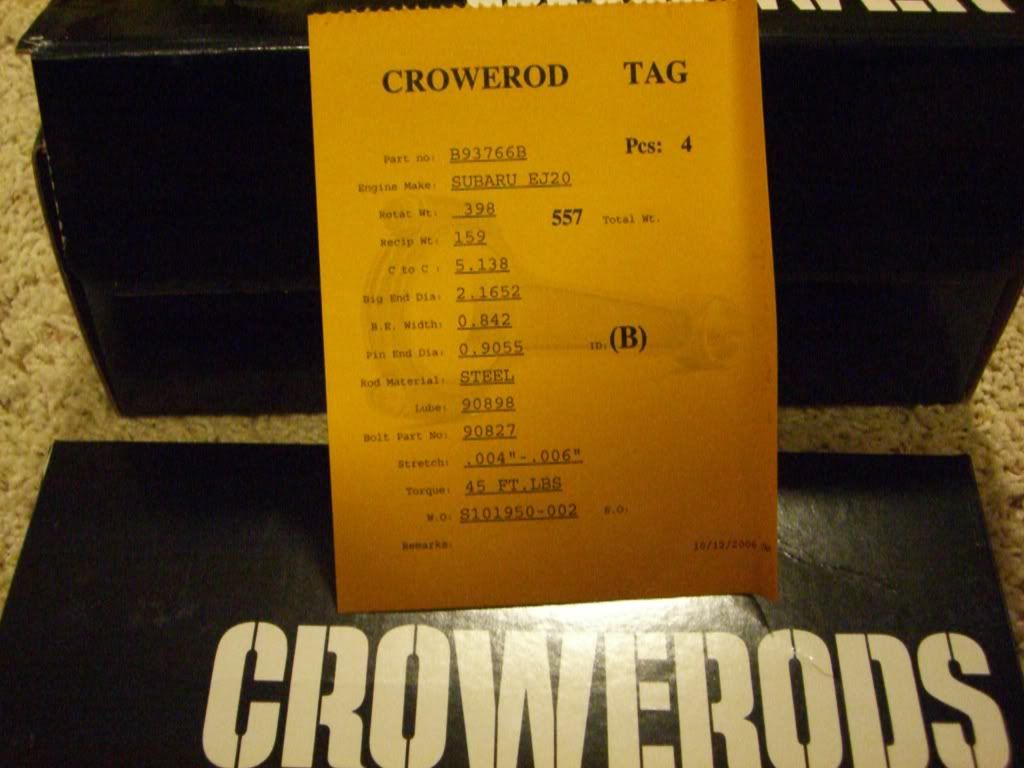 CROWEROD TAG
Pcs: 4
Part no: B93766B
Engine Make: SUBARU EJ20
Rotat Wt: 398 557 Total Wt.
Recip Wt: 159
C to C : 5.138
Big End Dia: 2.1652
B.E. Width: 0.842
Pin End Dia: 0.9055 ID: (B)
Rod Material: STEEL
Lube: 90898
Bolt Part No: 90827
Stretch: .004"-.006"
Torque: 45 FT.LBS
W.O: S101950-002 S.O:
Remarks: 10/12/2006
CROWERODS